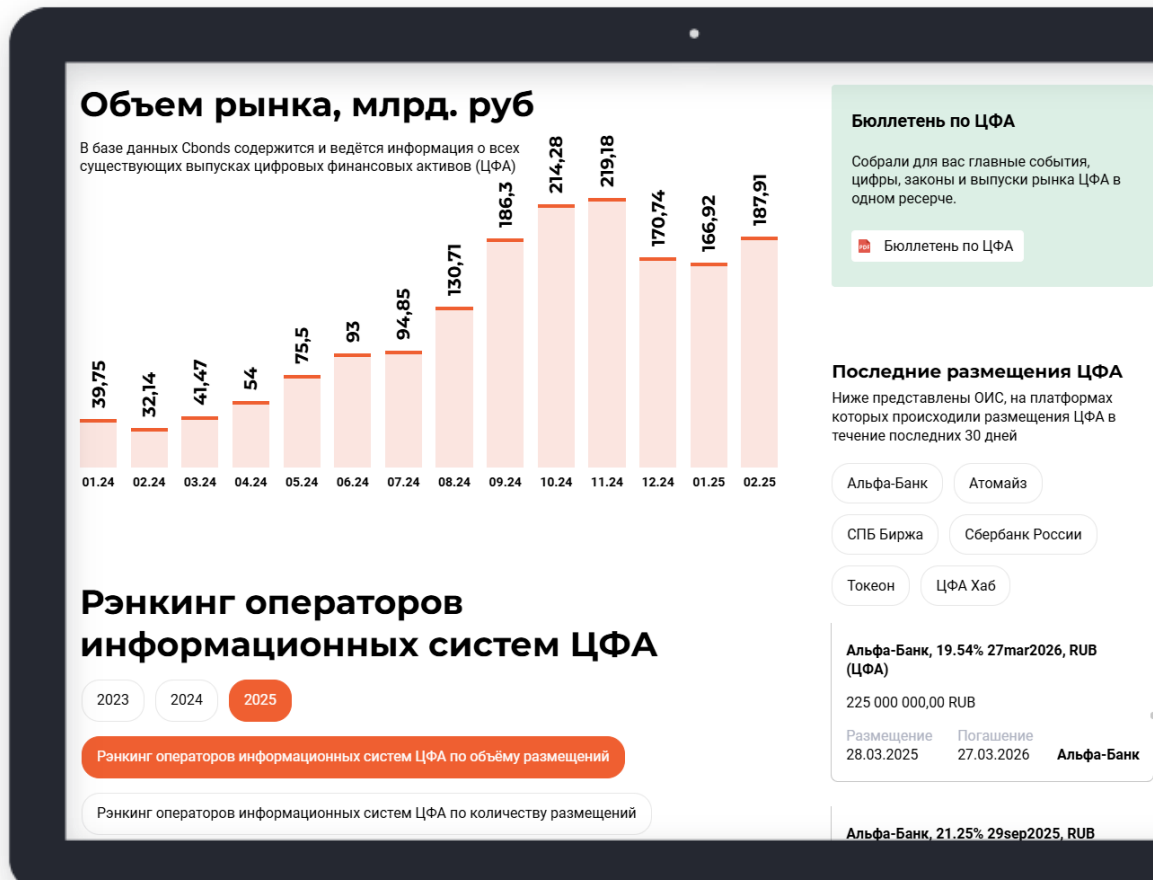 Объем рынка, млрд. руб
В базе данных Cbonds содержится и ведётся информация о всех
существующих выпусках цифровых финансовых активов (ЦФА)
39,75
32,14
41,47
54
75,5
93
94,85
130,71
186,3
214,28
219,18
170,74
166,92
187,91
01.24 02.24 03.24 04.24 05.24 06.24 07.24 08.24 09.24 10.24 11.24 12.24 01.25 02.25
Рэнкинг операторов
информационных систем ЦФА
2023 2024 2025
Рэнкинг операторов информационных систем ЦФА по объёму размещений
Рэнкинг операторов информационных систем ЦФА по количеству размещений
Бюллетень по ЦФА
Собрали для вас главные события,
цифры, законы и выпуски рынка ЦФА в
одном ресерче.
PDF Бюллетень по ЦФА
Последние размещения ЦФА
Ниже представлены ОИС, на платформах
которых происходили размещения ЦФА в
течение последних 30 дней
Альфа-Банк Атомайз
СПБ Биржа Сбербанк России
Токеон ЦФА Хаб
Альфа-Банк, 19.54% 27mar2026, RUB
(ЦФА)
225 000 000,00 RUB
Размещение Погашение
28.03.2025 27.03.2026 Альфа-Банк
Альфа-Банк, 21.25% 29sep2025, RUB